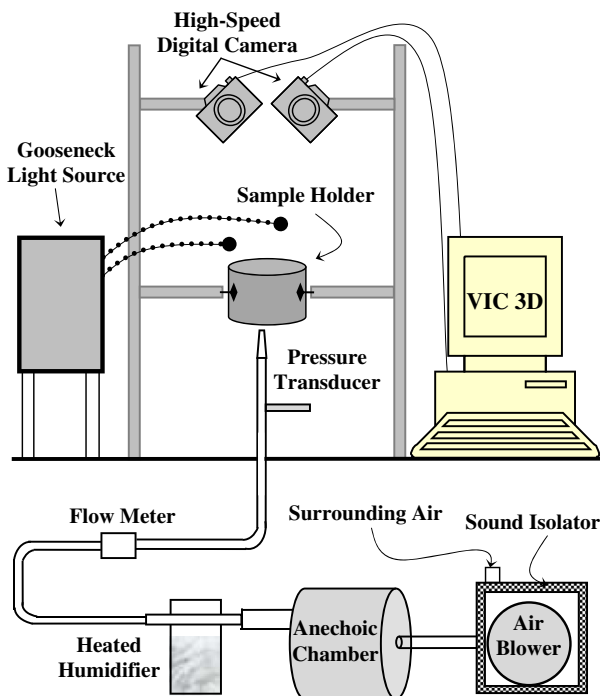 High-Speed
Digital Camera
Gooseneck
Light Source
Sample Holder
VIC 3D
Pressure
Transducer
Flow Meter
Surrounding Air
Sound Isolator
Heated
Humidifier
Anechoic
Chamber
Air
Blower